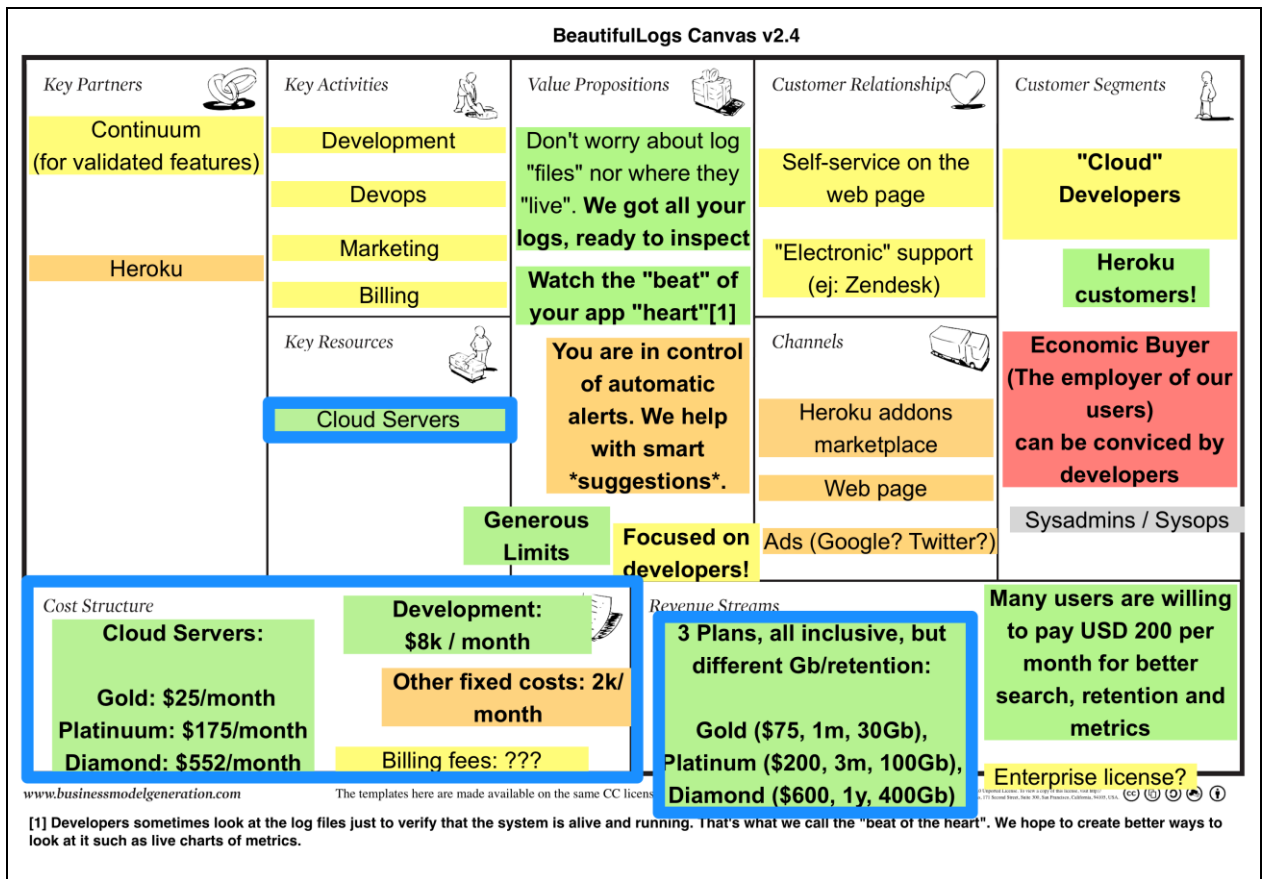 BeautifulLogs Canvas v2.4
Key Partners
Continuum
(for validated features)
Heroku
Key Activities
Development
Devops
Marketing
Billing
Key Resources
Cloud Servers
Value Propositions
Don't worry about log
"files" nor where they
"live". We got all your
logs, ready to inspect
Watch the "beat" of
your app "heart"[1]
You are in control
of automatic
alerts. We help
with smart
*suggestions*.
Generous
Limits
Focused on
developers!
Customer Relationships
Self-service on the
web page
"Electronic" support
(ej: Zendesk)
Channels
Heroku addons
marketplace
Web page
Ads (Google? Twitter?)
Customer Segments
"Cloud"
Developers
Heroku
customers!
Economic Buyer
(The employer of our
users)
can be conviced by
developers
Sysadmins / Sysops
Cost Structure
Cloud Servers:
Gold: $25/month
Platinuum: $175/month
Diamond: $552/month
Development:
$8k / month
Other fixed costs: 2k/
month
Billing fees: ???
Revenue Streams
3 Plans, all inclusive, but
different Gb/retention:
Gold ($75, 1m, 30Gb),
Platinum ($200, 3m, 100Gb),
Diamond ($600, 1y, 400Gb)
Many users are willing
to pay USD 200 per
month for better
search, retention and
metrics
Enterprise license?
www.businessmodelgeneration.com
The templates here are made available on the same CC licens
[1] Developers sometimes look at the log files just to verify that the system is alive and running. That's what we call the "beat of the heart". We hope to create better ways to
look at it such as live charts of metrics.